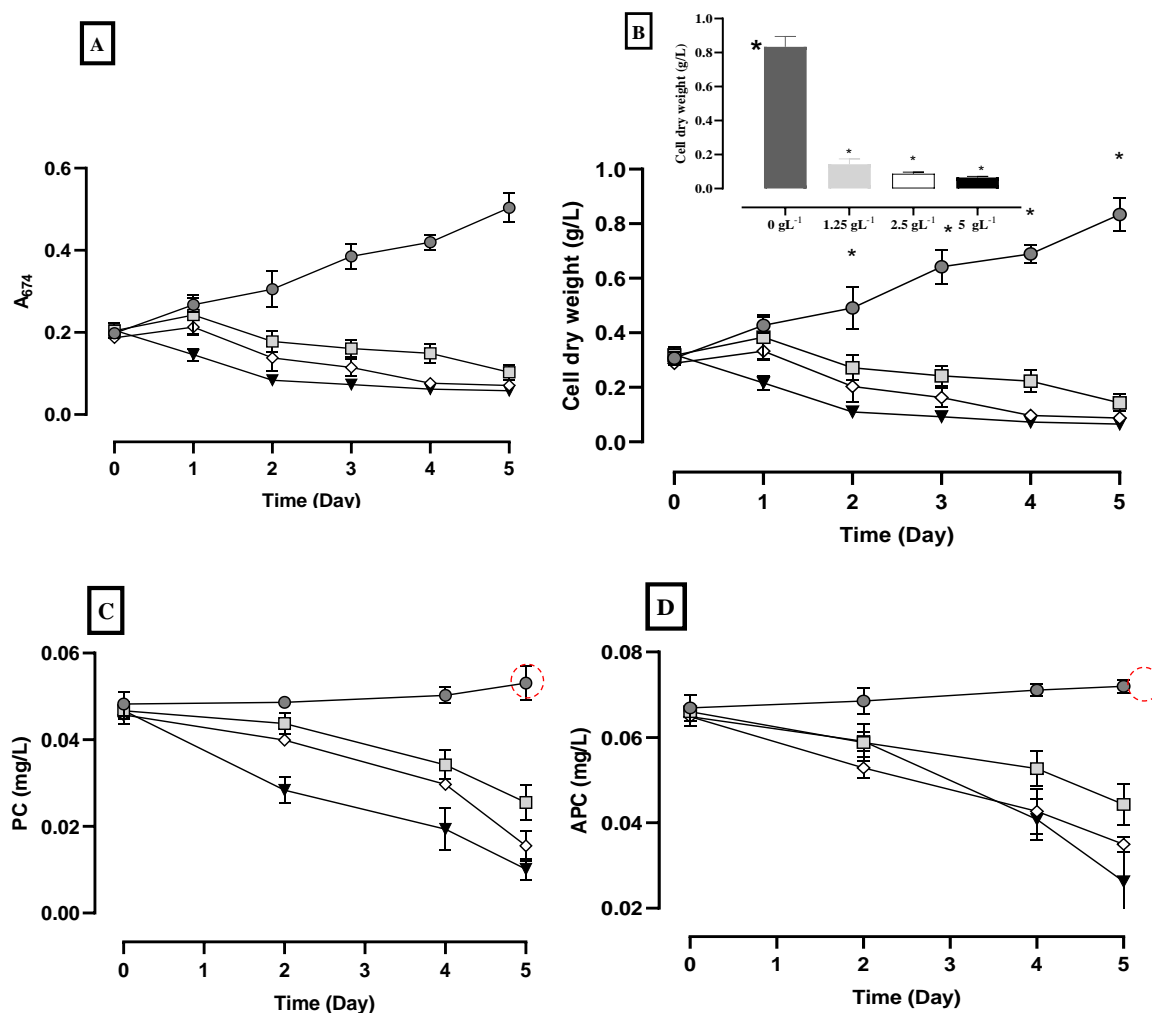 A
0.6
0.4
0.2
0.0
A674
0 1 2 3 4 5
Time (Day)
B
1.0
0.8
0.6
0.4
0.2
0.0
Cell dry weight (g/L)
*
*
*
*
0 gL-1 1.25 gL-1 2.5 gL-1 5 gL-1
1.0
0.8
0.6
0.4
0.2
0.0
Cell dry weight (g/L)
*
*
*
*
0 1 2 3 4 5
Time (Day)
C
0.06
0.04
0.02
0.00
PC (mg/L)
0 1 2 3 4 5
Time (Day)
D
0.08
0.06
0.04
0.02
APC (mg/L)
0 1 2 3 4 5
Time (Day)